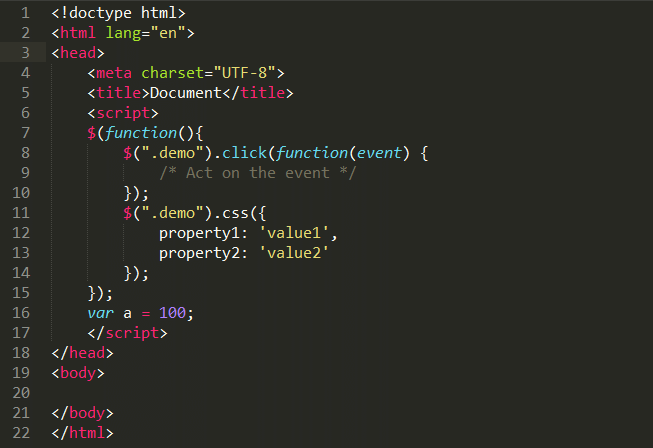 1 <!doctype html>
2 <html lang="en">
3 <head>
4     <meta charset="UTF-8">
5     <title>Document</title>
6     <script>
7     $(function(){
8         $(".demo").click(function(event) {
9             /* Act on the event */
10         });
11         $(".demo").css({
12             property1: 'value1',
13             property2: 'value2'
14         });
15     });
16     var a = 100;
17     </script>
18 </head>
19 <body>
20
21 </body>
22 </html>